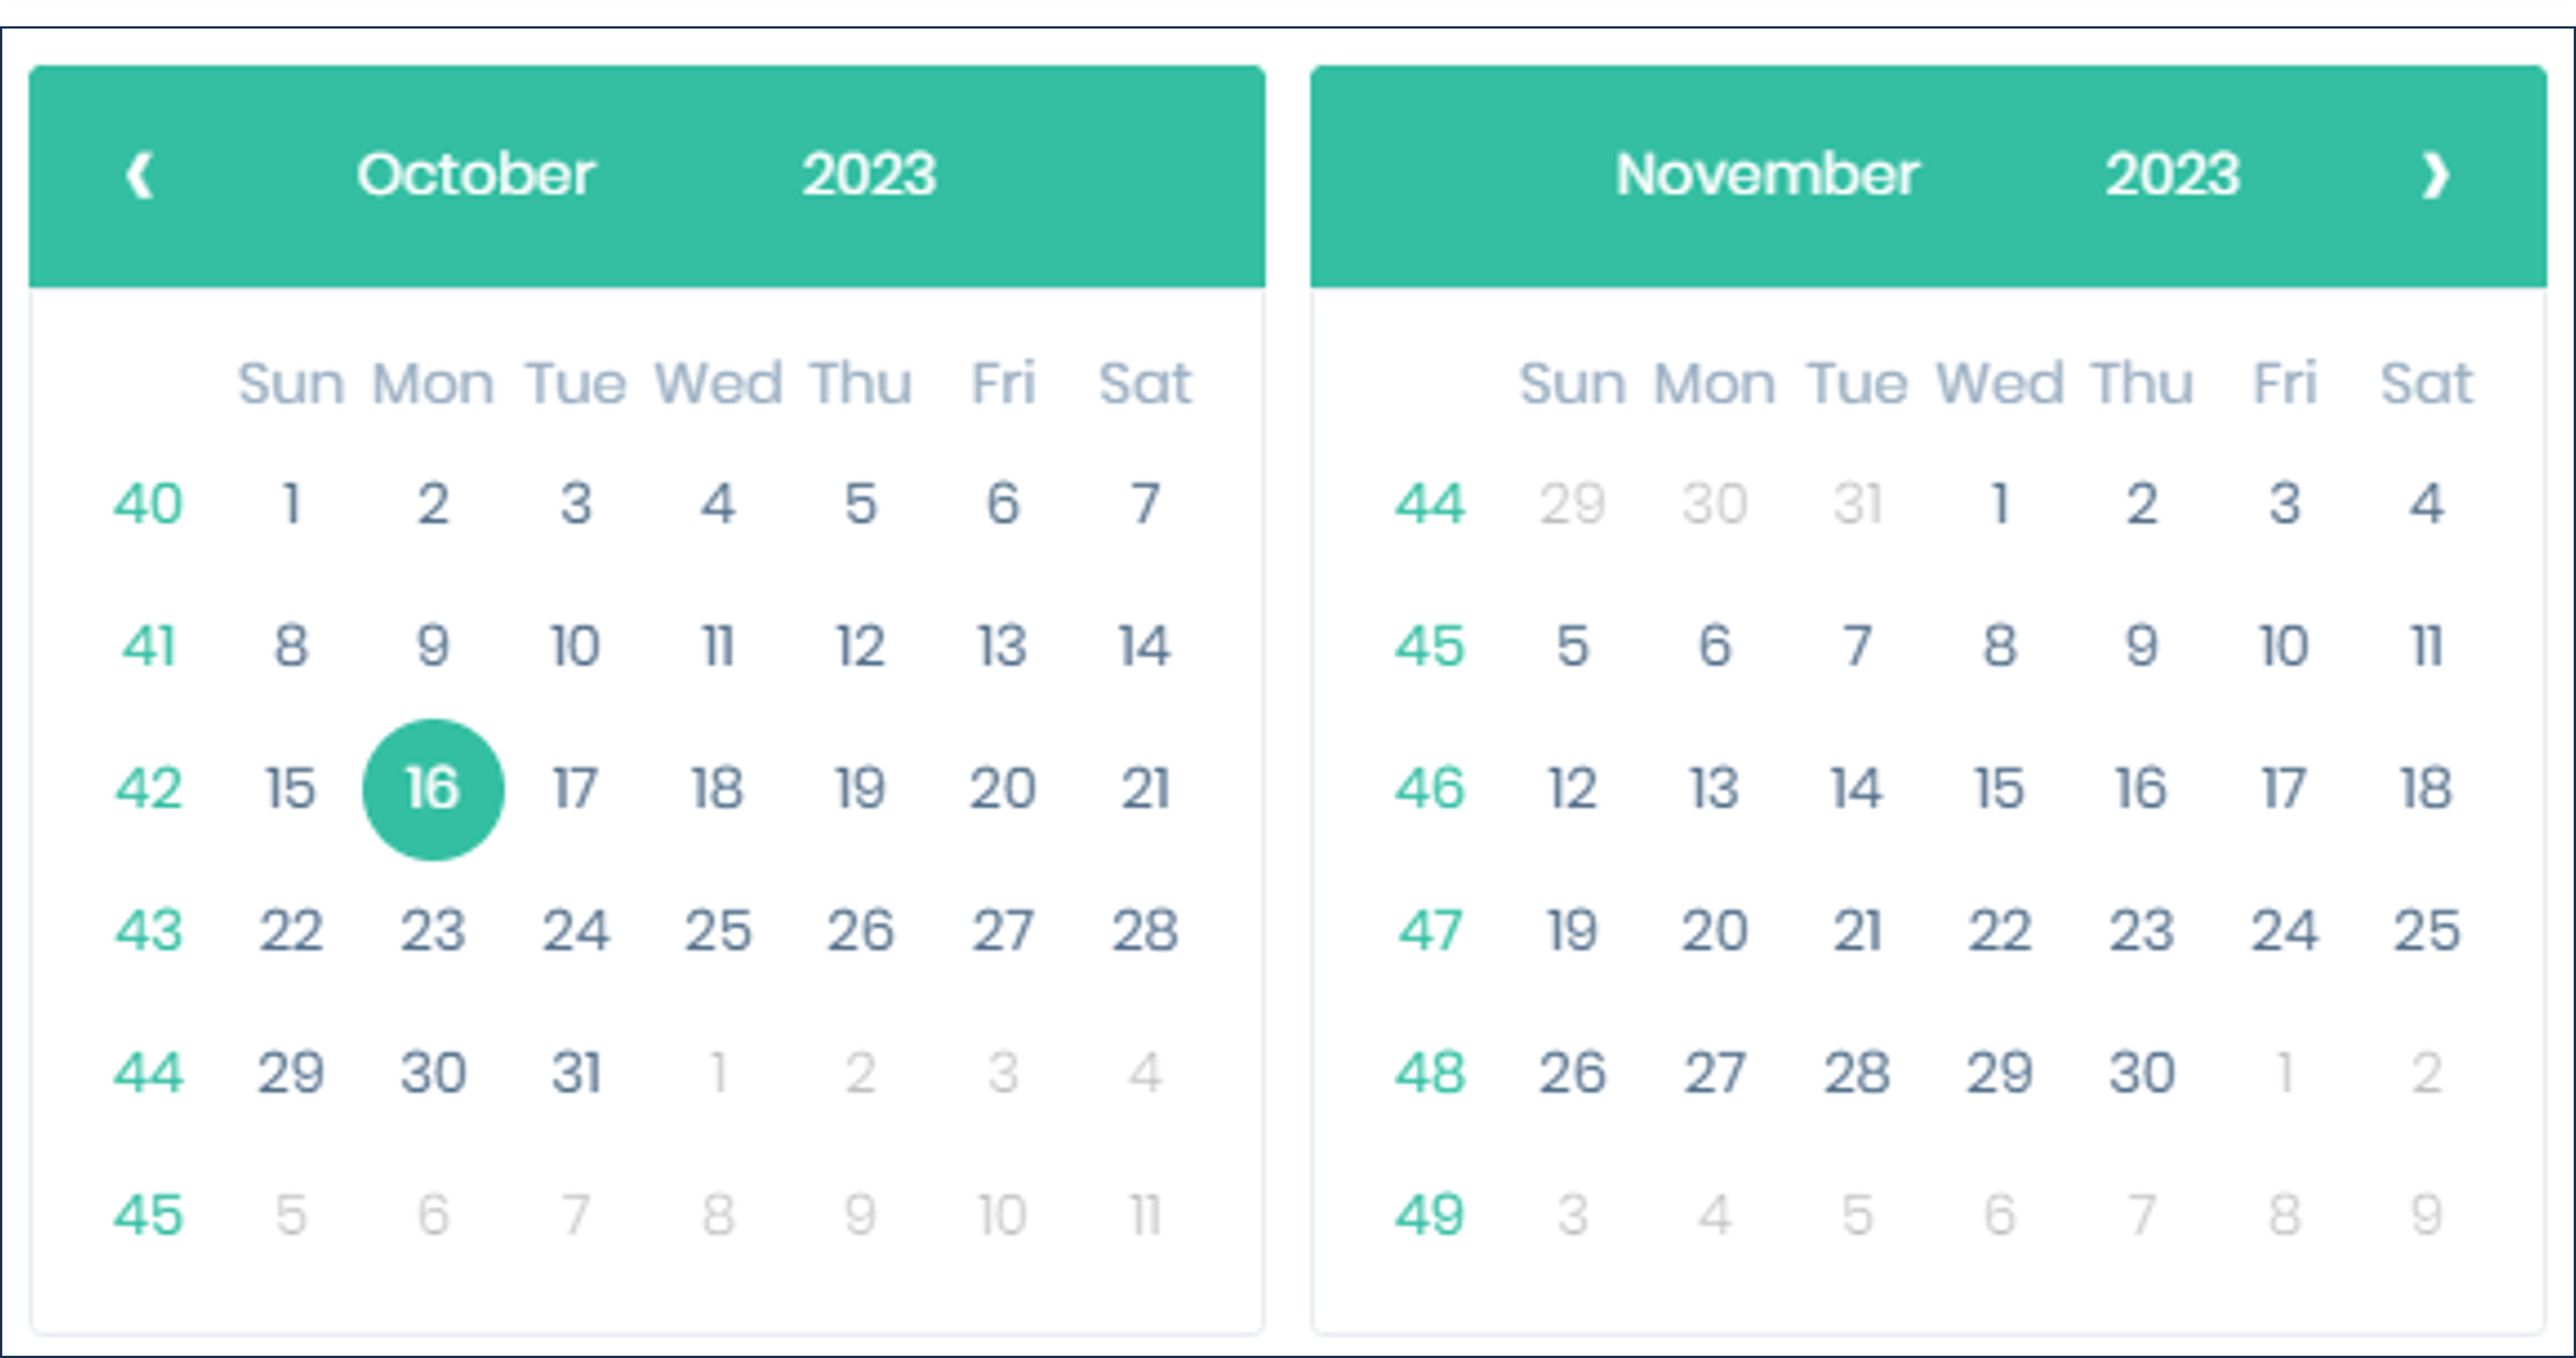 ❮ October 2023
Sun Mon Tue Wed Thu Fri Sat
40 1 2 3 4 5 6 7
41 8 9 10 11 12 13 14
42 15 16 17 18 19 20 21
43 22 23 24 25 26 27 28
44 29 30 31 1 2 3 4
45 5 6 7 8 9 10 11
November 2023 ❯
Sun Mon Tue Wed Thu Fri Sat
44 29 30 31 1 2 3 4
45 5 6 7 8 9 10 11
46 12 13 14 15 16 17 18
47 19 20 21 22 23 24 25
48 26 27 28 29 30 1 2
49 3 4 5 6 7 8 9